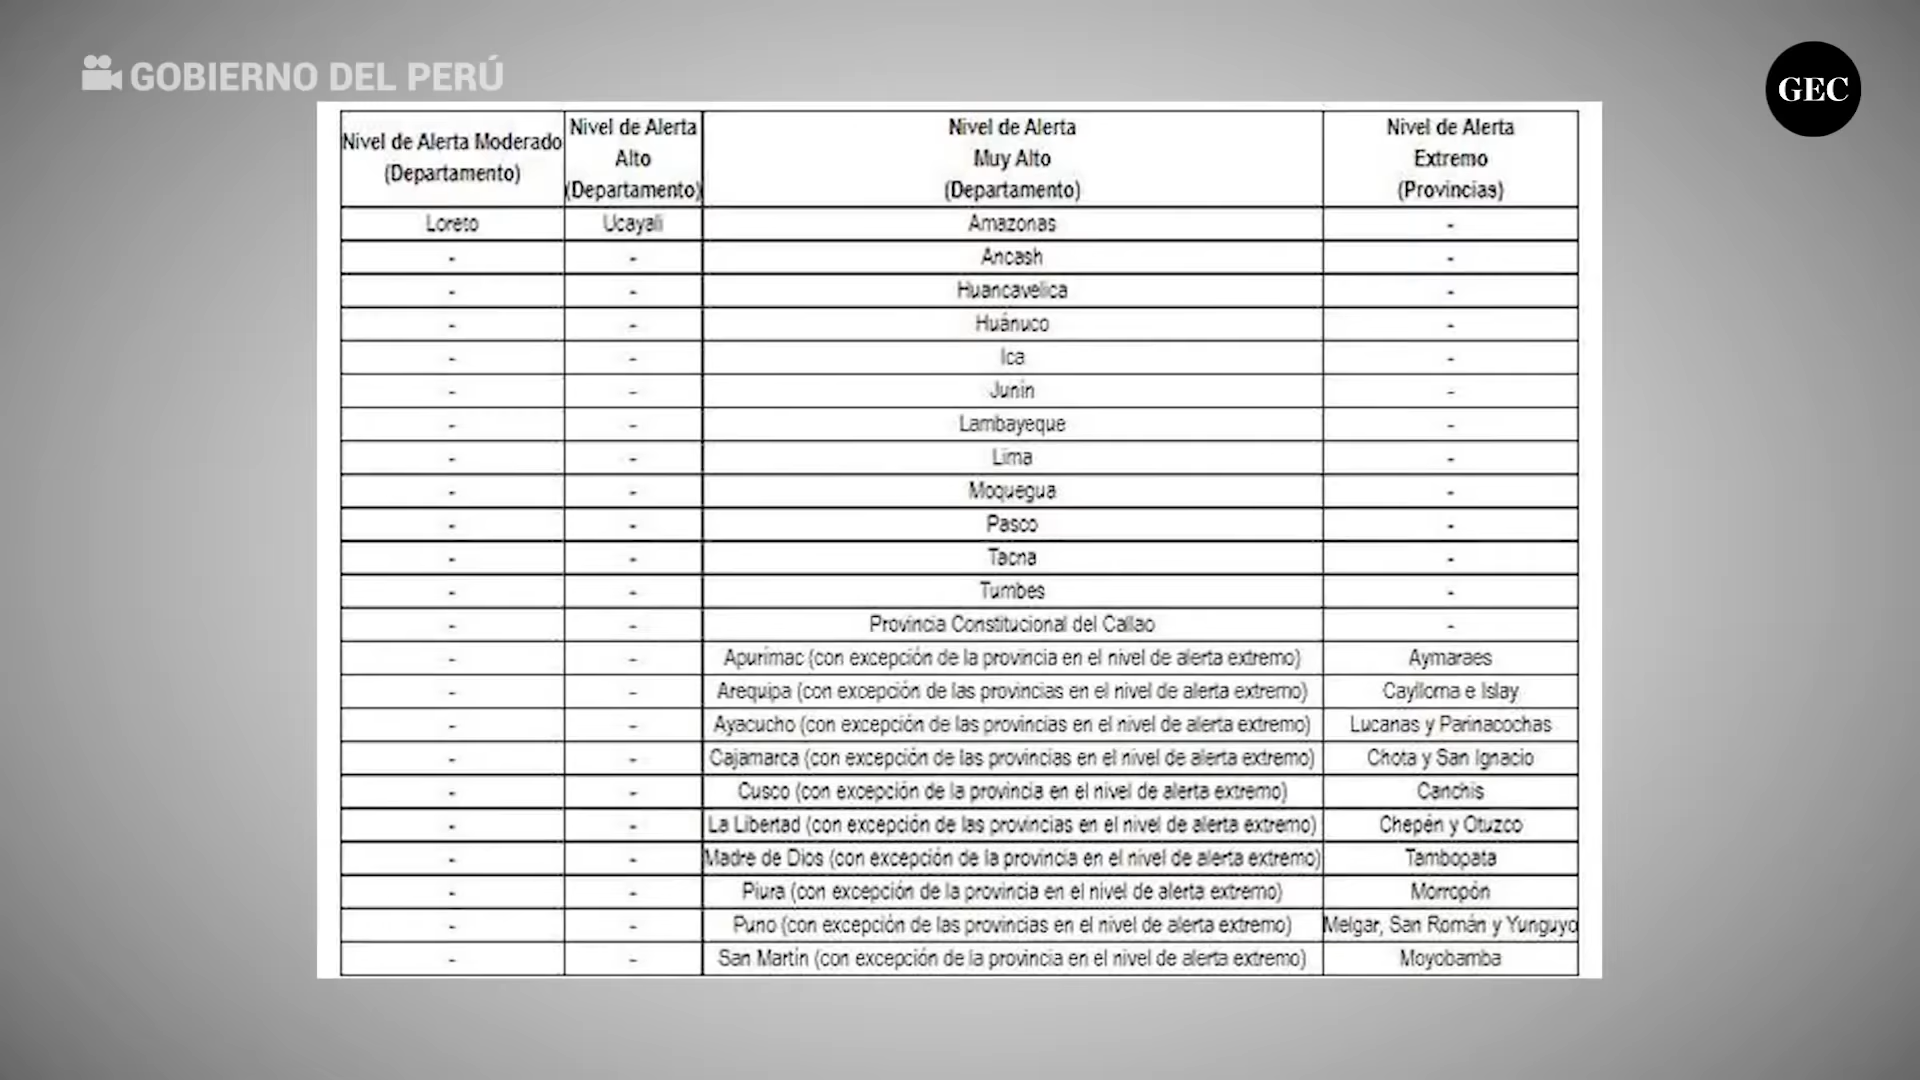 GOBIERNO DEL PERÚ
GEC
Nivel de Alerta Moderado
(Departamento)
Nivel de Alerta
Alto
(Departamento)
Nivel de Alerta
Muy Alto
(Departamento)
Nivel de Alerta
Extremo
(Provincias)
Loreto Ucayali Amazonas -
- - Ancash -
- - Huancavelica -
- - Huánuco -
- - Ica -
- - Junín -
- - Lambayeque -
- - Lima -
- - Moquegua -
- - Pasco -
- - Tacna -
- - Tumbes -
- - Provincia Constitucional del Callao -
- - Apurímac (con excepción de la provincia en el nivel de alerta extremo) Aymaraes
- - Arequipa (con excepción de las provincias en el nivel de alerta extremo) Caylloma e Islay
- - Ayacucho (con excepción de las provincias en el nivel de alerta extremo) Lucanas y Parinacochas
- - Cajamarca (con excepción de las provincias en el nivel de alerta extremo) Chota y San Ignacio
- - Cusco (con excepción de la provincia en el nivel de alerta extremo) Canchis
- - La Libertad (con excepción de las provincias en el nivel de alerta extremo) Chepén y Otuzco
- - Madre de Dios (con excepción de la provincia en el nivel de alerta extremo) Tambopata
- - Piura (con excepción de la provincia en el nivel de alerta extremo) Morropón
- - Puno (con excepción de las provincias en el nivel de alerta extremo) Melgar, San Román y Yunguyo
- - San Martín (con excepción de la provincia en el nivel de alerta extremo) Moyobamba